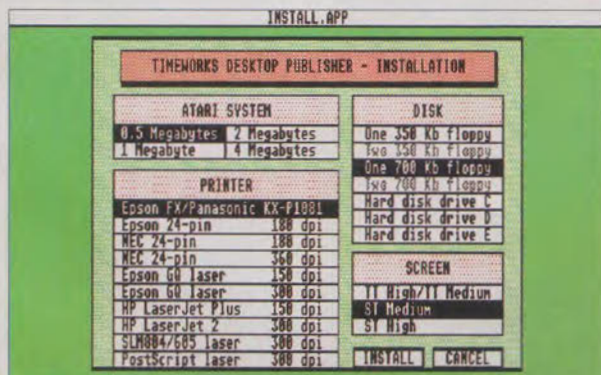 INSTALL.APP
TIMEWORKS DESKTOP PUBLISHER - INSTALLATION
ATARI SYSTEM
0.5 Megabytes 2 Megabytes
1 Megabyte 4 Megabytes
PRINTER
Epson FX/Panasonic KX-P1081
Epson 24-pin 180 dpi
NEC 24-pin 180 dpi
NEC 24-pin 360 dpi
Epson GQ laser 150 dpi
Epson GQ laser 300 dpi
HP LaserJet Plus 150 dpi
HP LaserJet 2 300 dpi
SLM804/605 laser 300 dpi
PostScript laser 300 dpi
DISK
One 350 Kb floppy
Two 350 Kb floppy
One 700 Kb floppy
Two 700 Kb floppy
Hard disk drive C
Hard disk drive D
Hard disk drive E
SCREEN
TT High/TT Medium
ST Medium
ST High
INSTALL CANCEL